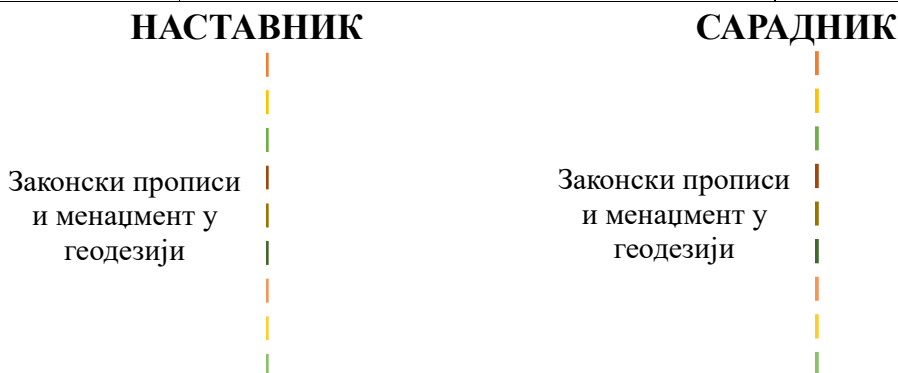 НАСТАВНИК
САРАДНИК
Законски прописи
и менаџмент у
геодезији
Законски прописи
и менаџмент у
геодезији